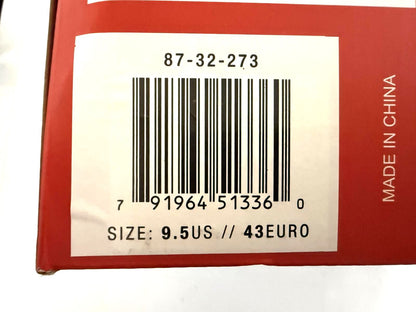 87-32-273
7 91964 51336 0
SIZE: 9.5US // 43EURO
MADE IN CHINA